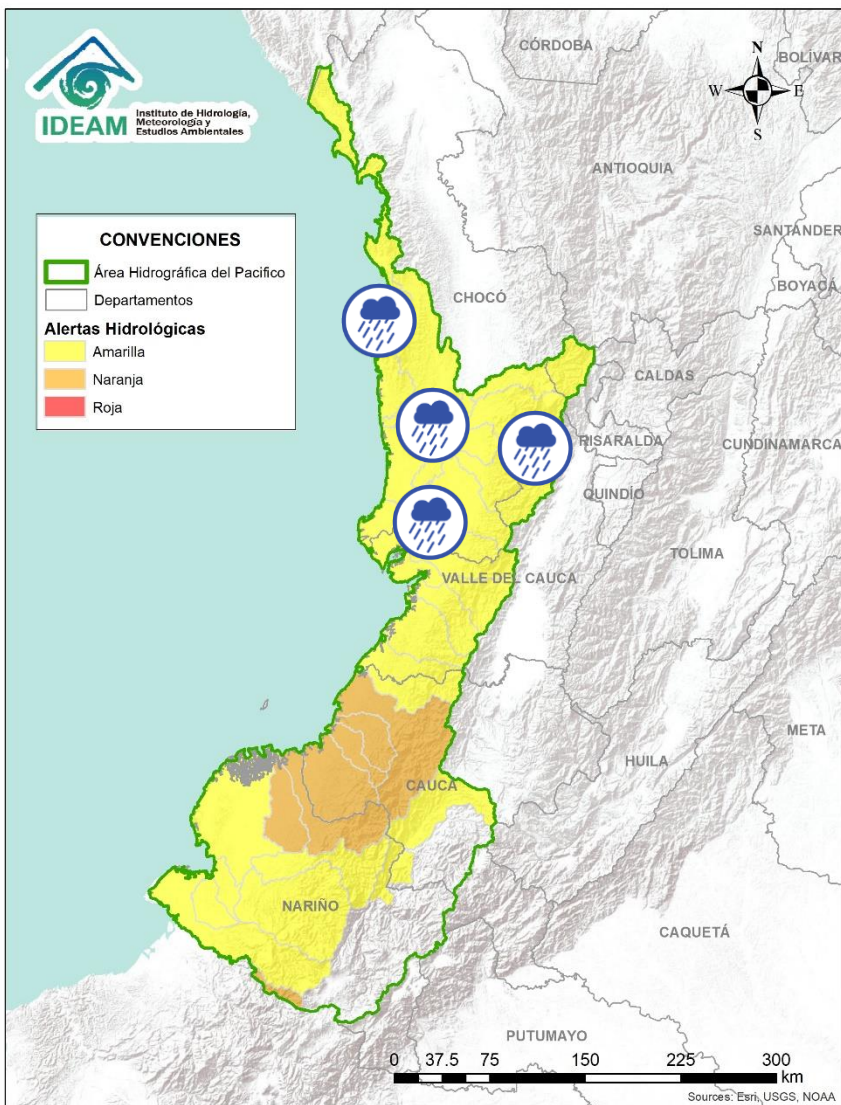 IDEAM
Instituto de Hidrología,
Meteorología y
Estudios Ambientales
CÓRDOBA
BOLÍVAR
N
W
E
S
ANTIOQUIA
SANTANDER
BOYACÁ
CHOCÓ
CALDAS
RISARALDA
CUNDINAMARCA
QUINDÍO
TOLIMA
VALLE DEL CAUCA
META
HUILA
CAUCA
NARIÑO
CAQUETÁ
PUTUMAYO
CONVENCIONES
Área Hidrográfica del Pacifico
Departamentos
Alertas Hidrológicas
Amarilla
Naranja
Roja
0 37.5 75 150 225 300
km
Sources: Esri, USGS, NOAA